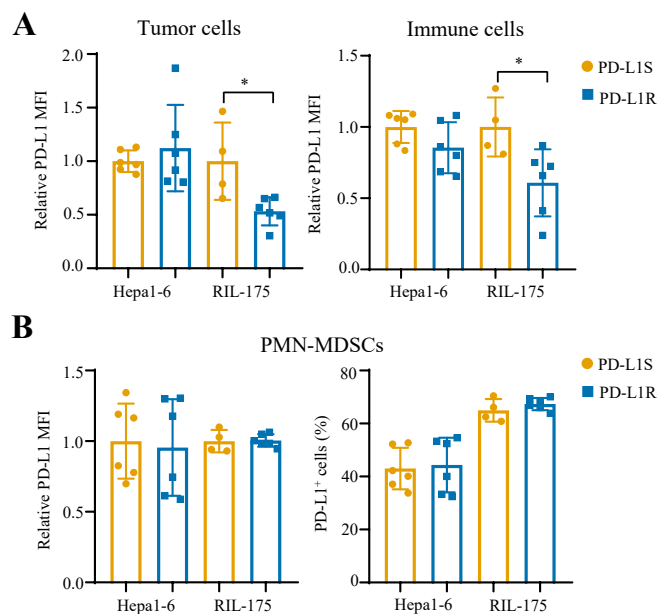 A
Tumor cells
Immune cells
PD-L1S
PD-L1R
Relative PD-L1 MFI
2.0
1.5
1.0
0.5
0.0
*
Hepa1-6
RIL-175
Relative PD-L1 MFI
1.5
1.0
0.5
0.0
*
Hepa1-6
RIL-175
B
PMN-MDSCs
PD-L1S
PD-L1R
Relative PD-L1 MFI
1.5
1.0
0.5
0.0
Hepa1-6
RIL-175
PD-L1⁺ cells (%)
80
60
40
20
0
Hepa1-6
RIL-175